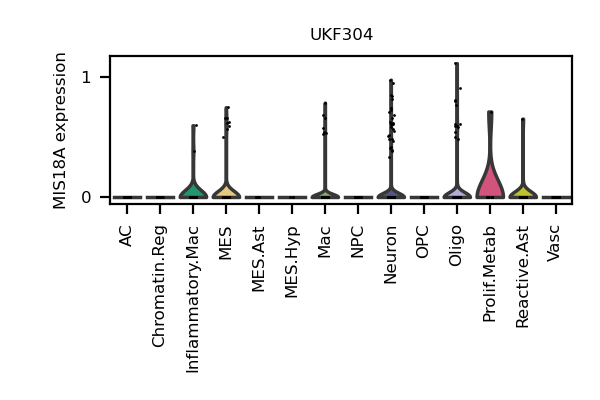 UKF304
MIS18A expression
1
0
AC
Chromatin.Reg
Inflammatory.Mac
MES
MES.Ast
MES.Hyp
Mac
NPC
Neuron
OPC
Oligo
Prolif.Metab
Reactive.Ast
Vasc